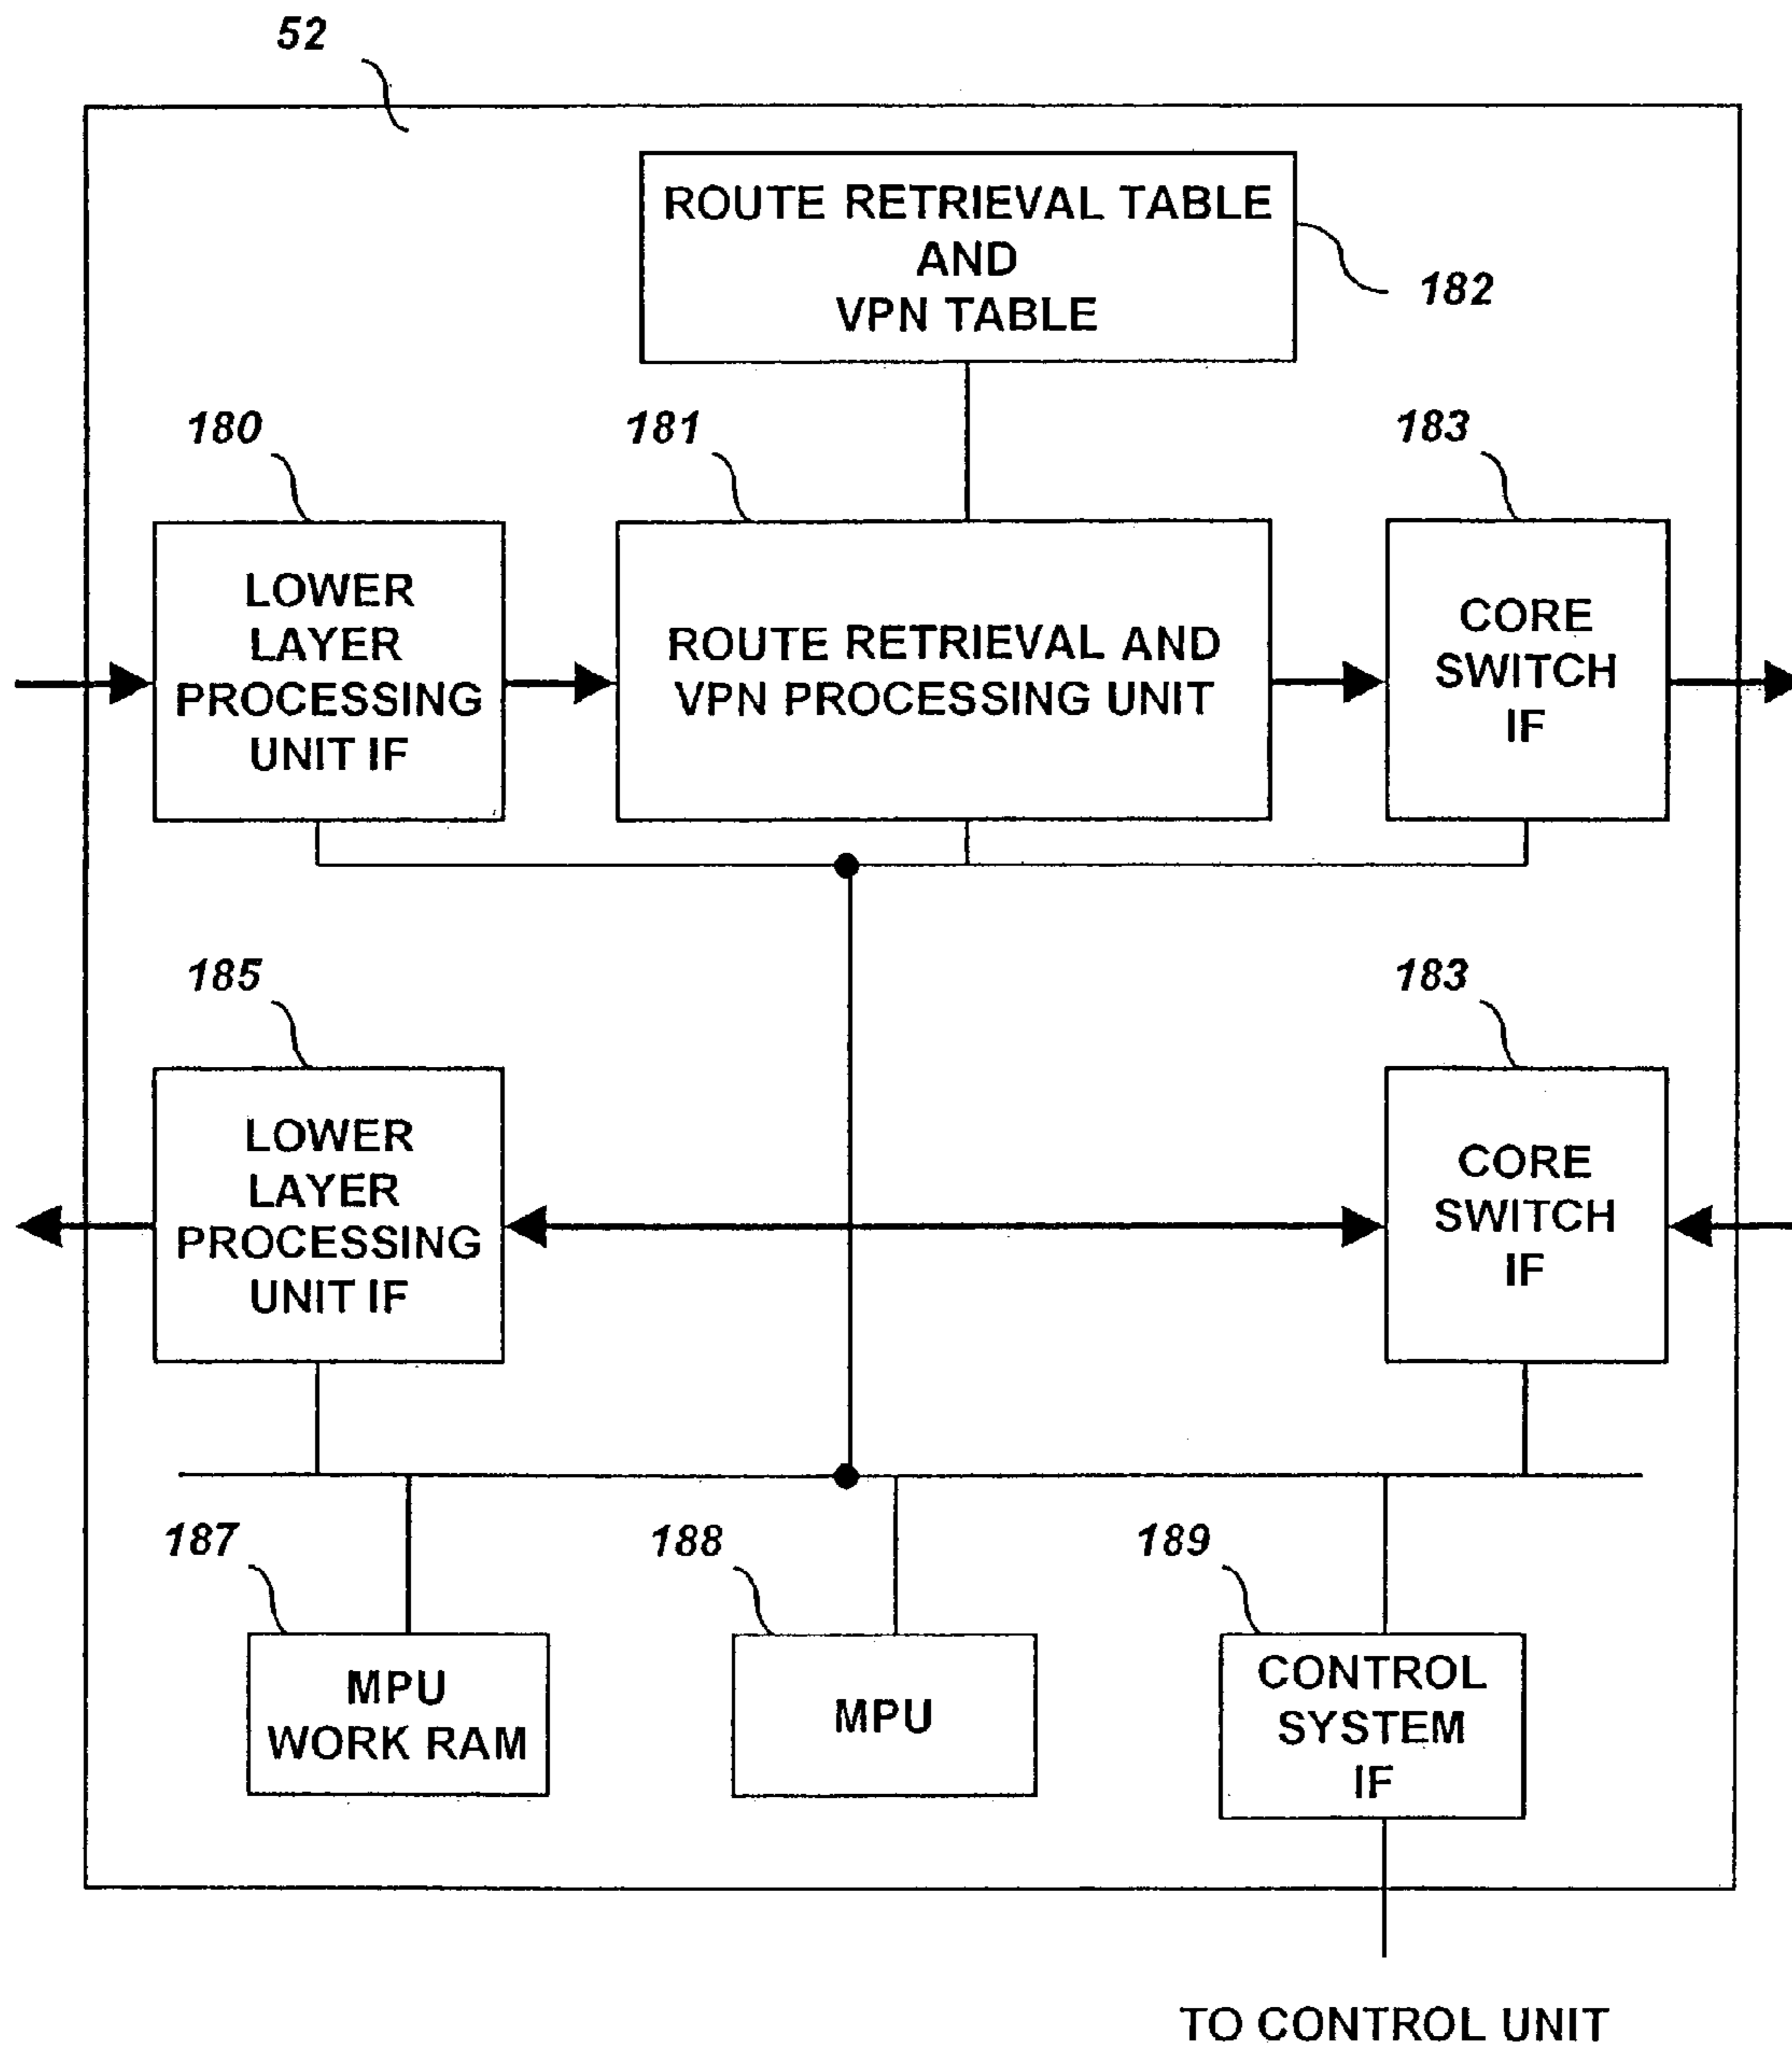 52
ROUTE RETRIEVAL TABLE
AND
VPN TABLE
182
180
181
183
LOWER
LAYER
PROCESSING
UNIT IF
ROUTE RETRIEVAL AND
VPN PROCESSING UNIT
CORE
SWITCH
IF
185
183
LOWER
LAYER
PROCESSING
UNIT IF
CORE
SWITCH
IF
187
188
189
MPU
WORK RAM
MPU
CONTROL
SYSTEM
IF
TO CONTROL UNIT